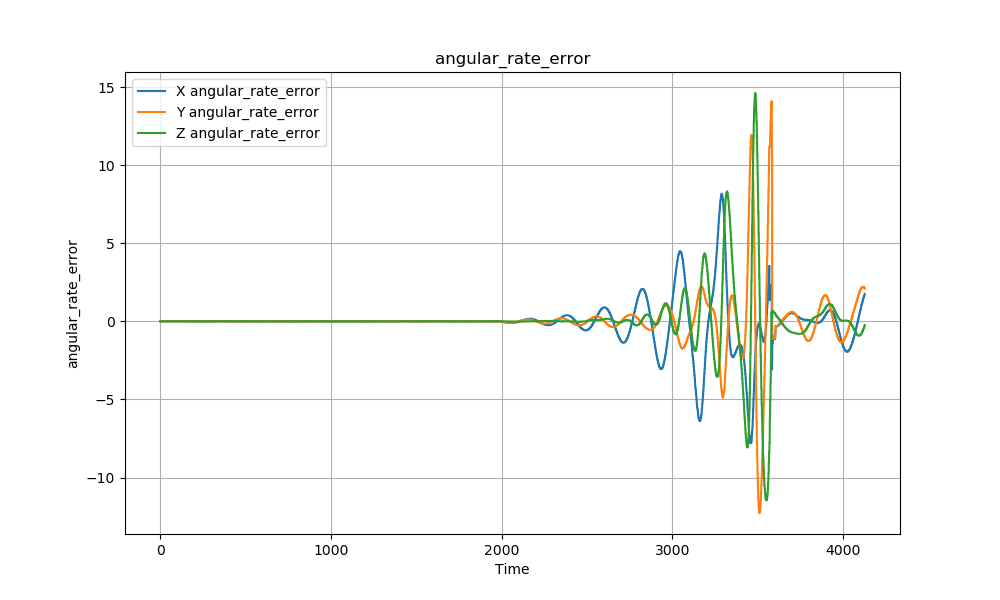 angular_rate_error
X angular_rate_error
Y angular_rate_error
Z angular_rate_error
angular_rate_error
15
10
5
0
−5
−10
0 1000 2000 3000 4000
Time